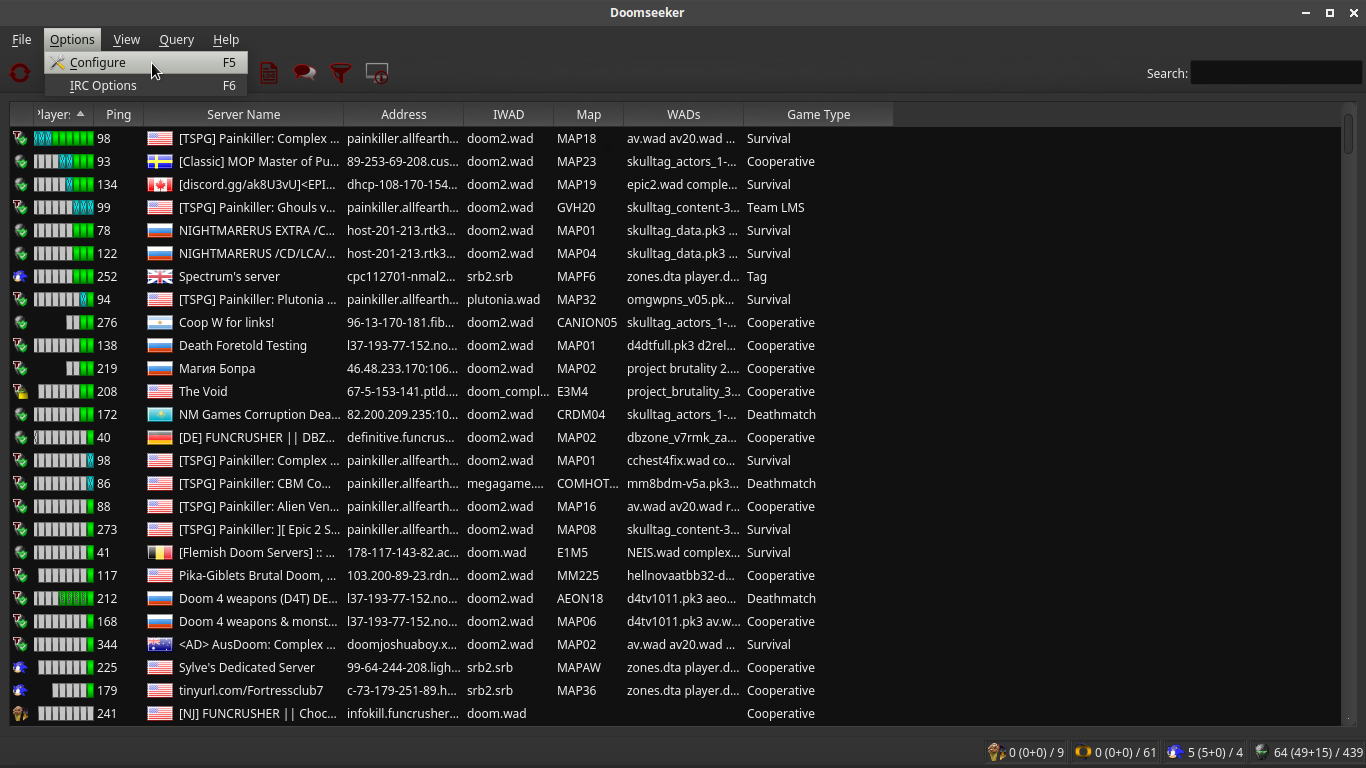 Doomseeker
File Options View Query Help
Configure F5
IRC Options F6
Search:
Ping Server Name Address IWAD Map WADs Game Type
98 [TSPG] Painkiller: Complex ... painkiller.allfearth... doom2.wad MAP18 av.wad av20.wad ... Survival
93 [Classic] MOP Master of Pu... 89-253-69-208.cus... doom2.wad MAP23 skulltag_actors_1-... Cooperative
134 [discord.gg/ak8U3vU]<EPI... dhcp-108-170-154... doom2.wad MAP19 epic2.wad comple... Survival
99 [TSPG] Painkiller: Ghouls v... painkiller.allfearth... doom2.wad GVH20 skulltag_content-3... Team LMS
78 NIGHTMARERUS EXTRA /C... host-201-213.rtk3... doom2.wad MAP01 skulltag_data.pk3 ... Survival
122 NIGHTMARERUS /CD/LCA/... host-201-213.rtk3... doom2.wad MAP04 skulltag_data.pk3 ... Survival
252 Spectrum's server cpc112701-nmal2... srb2.srb MAPF6 zones.dta player.d... Tag
94 [TSPG] Painkiller: Plutonia ... painkiller.allfearth... plutonia.wad MAP32 omgwpns_v05.pk... Survival
276 Coop W for links! 96-13-170-181.fib... doom2.wad CANION05 skulltag_actors_1-... Cooperative
138 Death Foretold Testing l37-193-77-152.no... doom2.wad MAP01 d4dtfull.pk3 d2rel... Cooperative
219 Магия Бопра 46.48.233.170:106... doom2.wad MAP02 project brutality 2.... Cooperative
208 The Void 67-5-153-141.ptld.... doom_compl... E3M4 project_brutality_3... Cooperative
172 NM Games Corruption Dea... 82.200.209.235:10... doom2.wad CRDM04 skulltag_actors_1-... Deathmatch
40 [DE] FUNCRUSHER || DBZ... definitive.funcrus... doom2.wad MAP02 dbzone_v7rmk_za... Cooperative
98 [TSPG] Painkiller: Complex ... painkiller.allfearth... doom2.wad MAP01 cchest4fix.wad co... Survival
86 [TSPG] Painkiller: CBM Co... painkiller.allfearth... megagame.... COMHOT... mm8bdm-v5a.pk3... Deathmatch
88 [TSPG] Painkiller: Alien Ven... painkiller.allfearth... doom2.wad MAP16 av.wad av20.wad r... Cooperative
273 [TSPG] Painkiller: ][ Epic 2 S... painkiller.allfearth... doom2.wad MAP08 skulltag_content-3... Survival
41 [Flemish Doom Servers] :: ... 178-117-143-82.ac... doom.wad E1M5 NEIS.wad complex... Survival
117 Pika-Giblets Brutal Doom, ... 103.200-89-23.rdn... doom2.wad MM225 hellnovaatbb32-d... Cooperative
212 Doom 4 weapons (D4T) DE... l37-193-77-152.no... doom2.wad AEON18 d4tv1011.pk3 aeo... Deathmatch
168 Doom 4 weapons & monst... l37-193-77-152.no... doom2.wad MAP06 d4tv1011.pk3 av.w... Cooperative
344 <AD> AusDoom: Complex ... doomjoshuaboy.x... doom2.wad MAP02 av.wad av20.wad ... Survival
225 Sylve's Dedicated Server 99-64-244-208.ligh... srb2.srb MAPAW zones.dta player.d... Cooperative
179 tinyurl.com/Fortressclub7 c-73-179-251-89.h... srb2.srb MAP36 zones.dta player.d... Cooperative
241 [NJ] FUNCRUSHER || Choc... infokill.funcrusher... doom.wad Cooperative
0 (0+0) / 9 0 (0+0) / 61 5 (5+0) / 4 64 (49+15) / 439